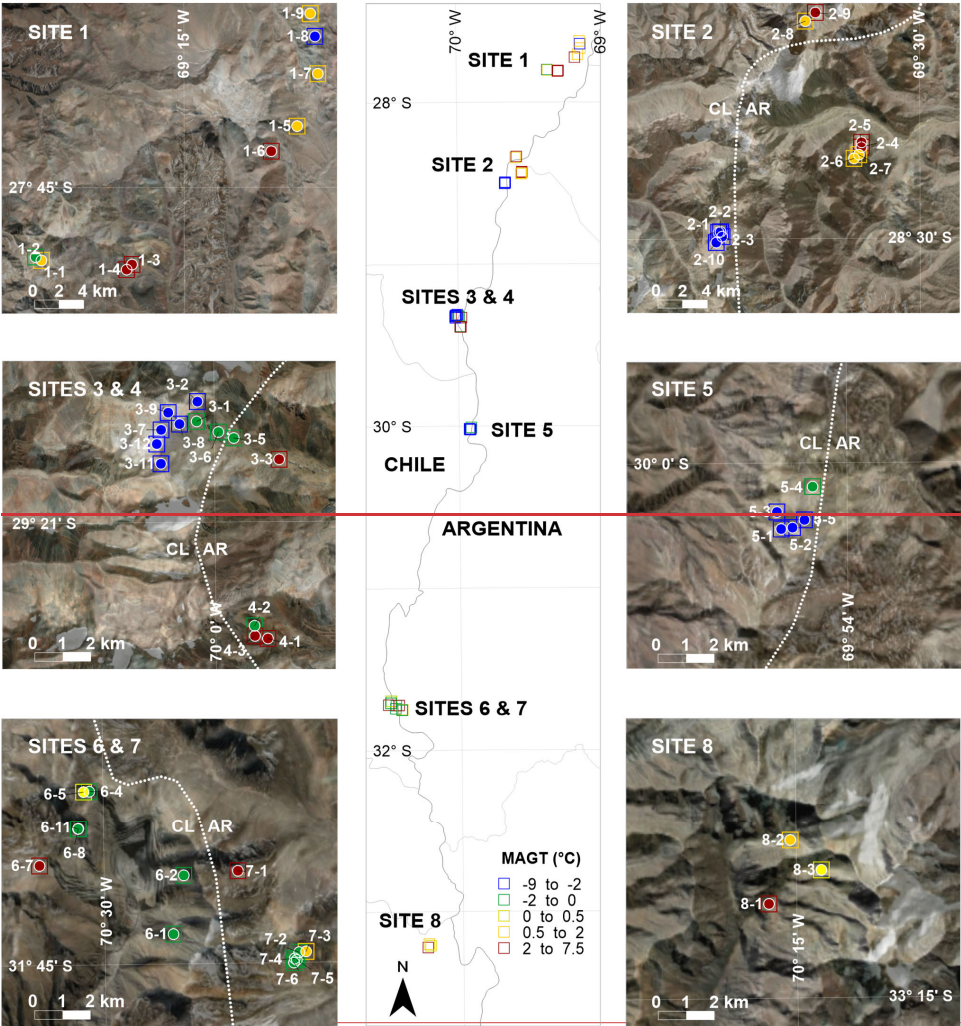 SITE 1
1-9
69° 15' W
1-8
1-7
1-5
1-6
27° 45' S
1-2
1-1
1-3
1-4
0 2 4 km
70° W
69° W
SITE 1
28° S
SITE 2
SITES 3 & 4
30° S
SITE 5
CHILE
ARGENTINA
SITES 6 & 7
32° S
MAGT (°C)
-9 to -2
-2 to 0
0 to 0.5
0.5 to 2
2 to 7.5
SITE 8
N
SITE 2
2-9
2-8
69° 30' W
CL AR
2-5
2-4
2-6
2-7
2-2
2-1
2-3
2-10
28° 30' S
0 2 4 km
SITES 3 & 4
3-2
3-9
3-1
3-7
3-8
3-5
3-12
3-6
3-3
3-11
29° 21' S
CL AR
70° 0' W
4-2
4-3
4-1
0 1 2 km
SITE 5
CL AR
30° 0' S
5-4
5-3
5-5
5-1
5-2
69° 54' W
0 1 2 km
SITES 6 & 7
6-5
6-4
6-11
CL AR
6-8
6-7
6-2
7-1
70° 30' W
6-1
7-2
7-3
7-4
31° 45' S
7-6
7-5
0 1 2 km
SITE 8
8-2
8-3
8-1
70° 15' W
33° 15' S
0 1 2 km